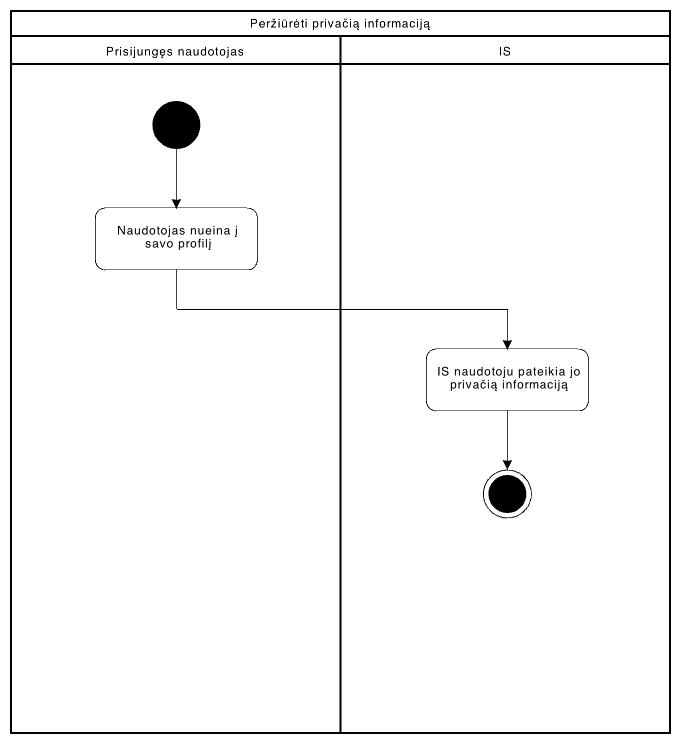 Peržiūrėti privačią informaciją
Prisijungęs naudotojas
IS
Naudotojas nueina į
savo profilį
IS naudotoju pateikia jo
privačią informaciją